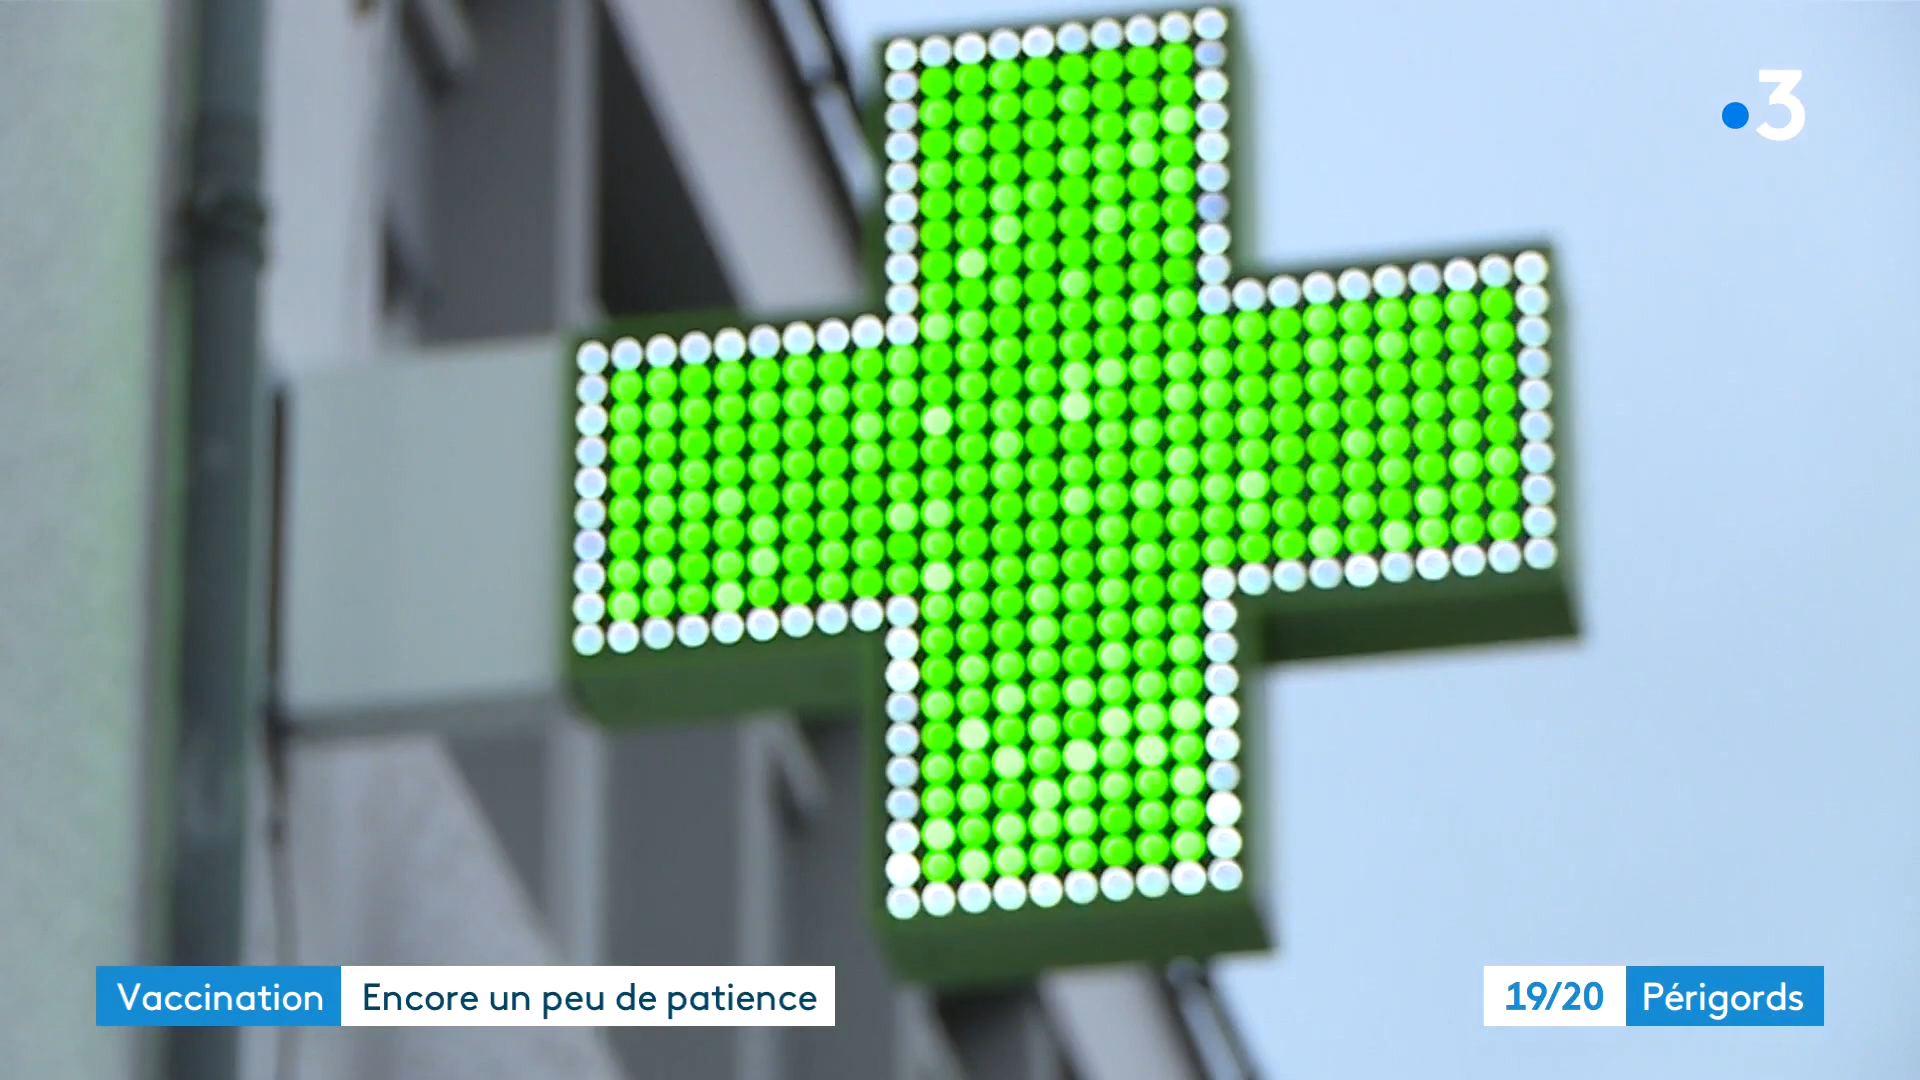 3
Vaccination
Encore un peu de patience
19/20
Périgords